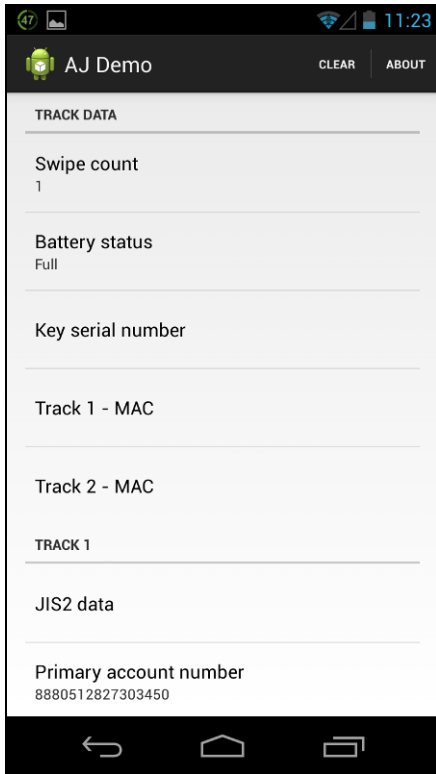 47
11:23
AJ Demo
CLEAR
ABOUT
TRACK DATA
Swipe count
1
Battery status
Full
Key serial number
Track 1 - MAC
Track 2 - MAC
TRACK 1
JIS2 data
Primary account number
8880512827303450